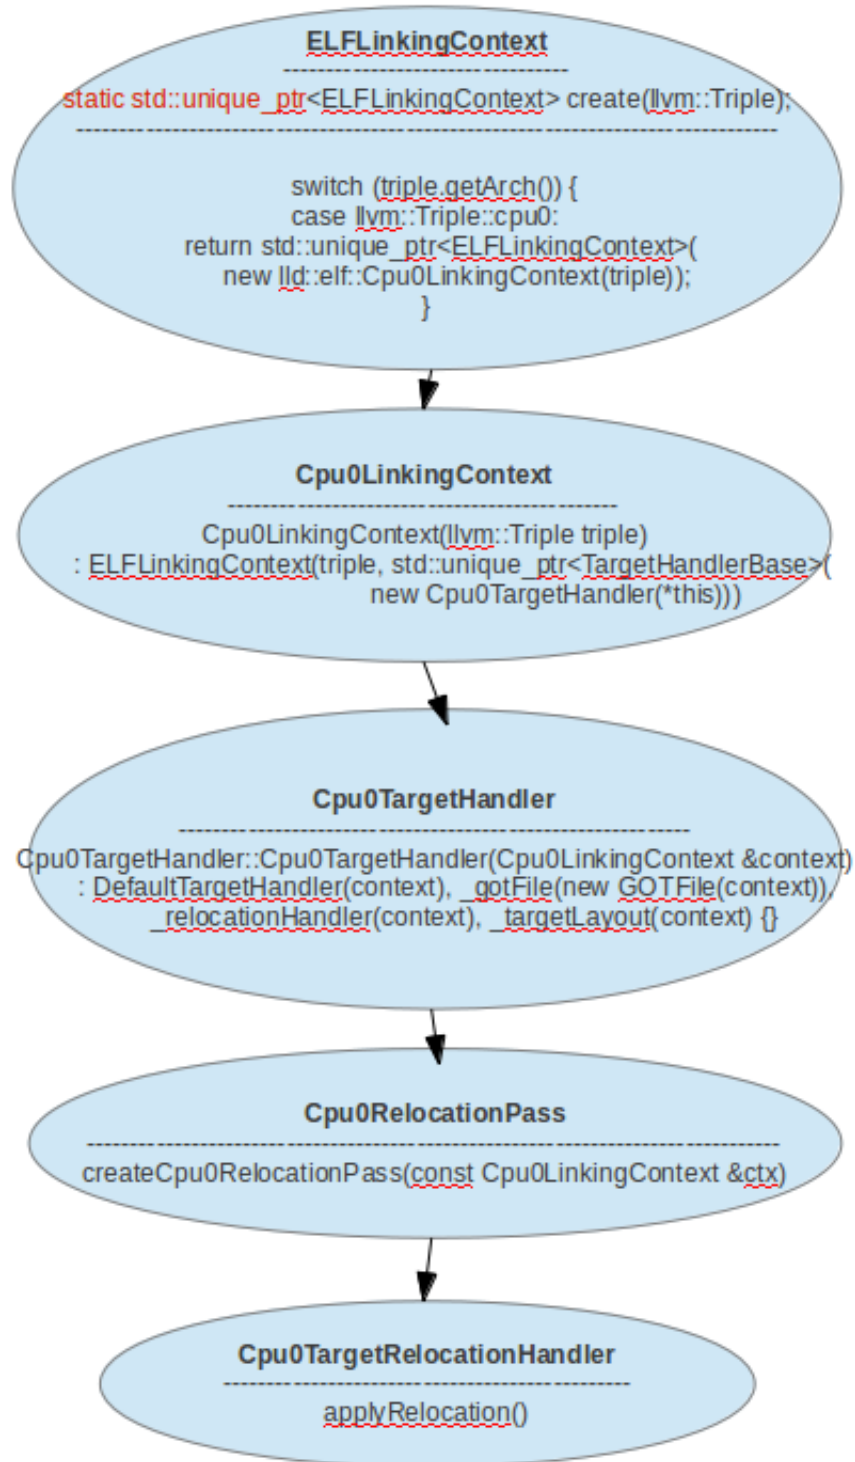 ELFLinkingContext
----------------------------------
static std::unique_ptr<ELFLinkingContext> create(llvm::Triple);
------------------------------------------------------------------------------------
switch (triple.getArch()) {
case llvm::Triple::cpu0:
return std::unique_ptr<ELFLinkingContext>(
new lld::elf::Cpu0LinkingContext(triple));
}
Cpu0LinkingContext
-----------------------------------------------
Cpu0LinkingContext(llvm::Triple triple)
: ELFLinkingContext(triple, std::unique_ptr<TargetHandlerBase>(
new Cpu0TargetHandler(*this)))
Cpu0TargetHandler
-------------------------------------------------------------
Cpu0TargetHandler::Cpu0TargetHandler(Cpu0LinkingContext &context)
: DefaultTargetHandler(context), _gotFile(new GOTFile(context)),
_relocationHandler(context), _targetLayout(context) {}
Cpu0RelocationPass
-----------------------------------------------------------------------------------
createCpu0RelocationPass(const Cpu0LinkingContext &ctx)
Cpu0TargetRelocationHandler
-------------------------------------------------
applyRelocation()